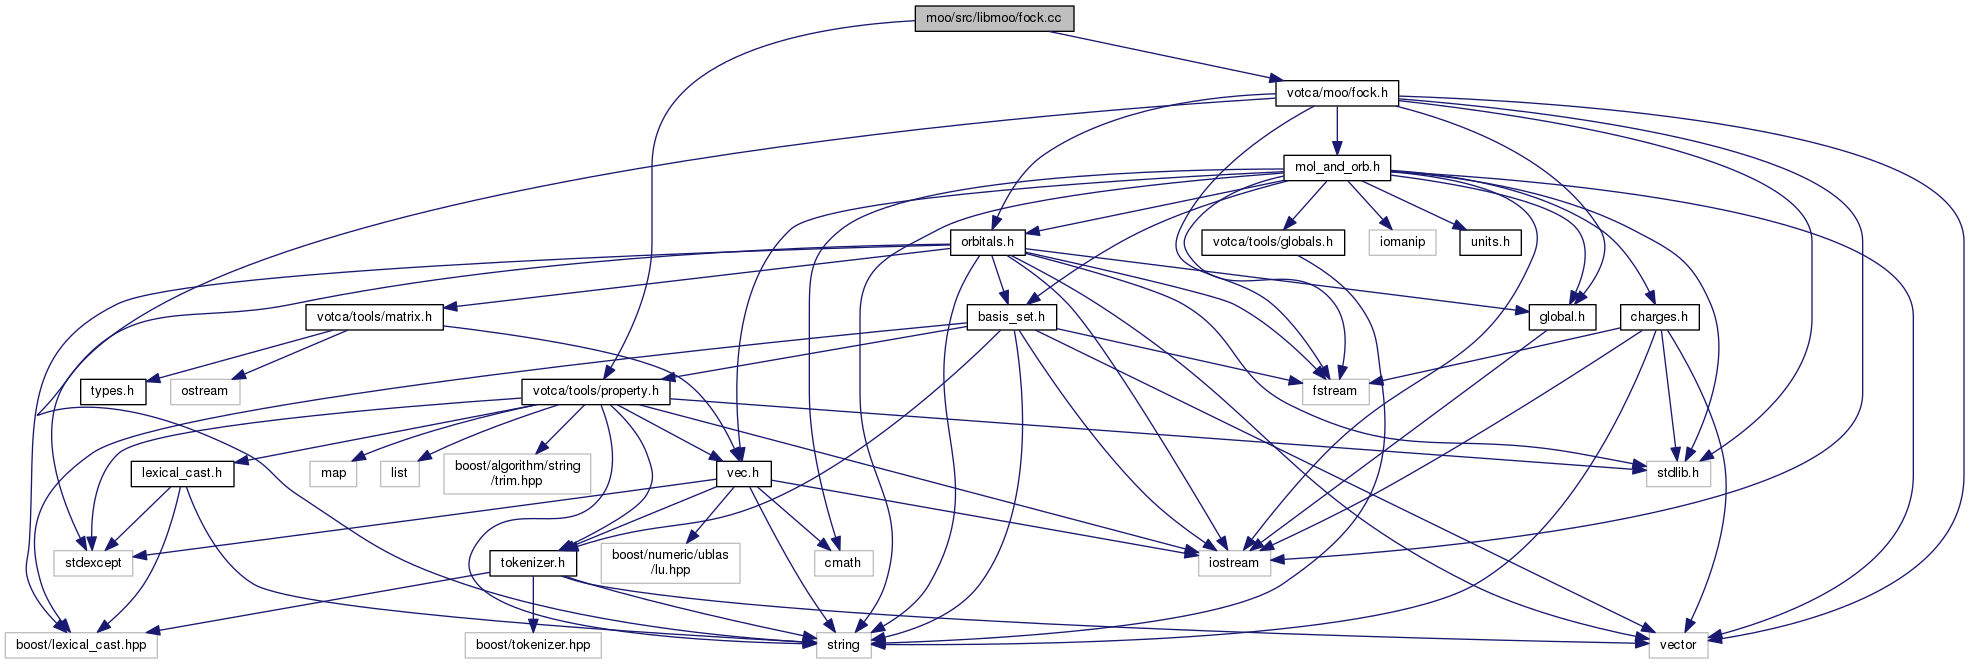 moo/src/libmoo/fock.cc
votca/moo/fock.h
mol_and_orb.h
orbitals.h
votca/tools/globals.h
iomanip
units.h
votca/tools/matrix.h
basis_set.h
global.h
charges.h
types.h
ostream
votca/tools/property.h
fstream
lexical_cast.h
map
list
boost/algorithm/string
/trim.hpp
vec.h
stdlib.h
stdexcept
tokenizer.h
boost/numeric/ublas
/lu.hpp
cmath
iostream
boost/lexical_cast.hpp
boost/tokenizer.hpp
string
vector